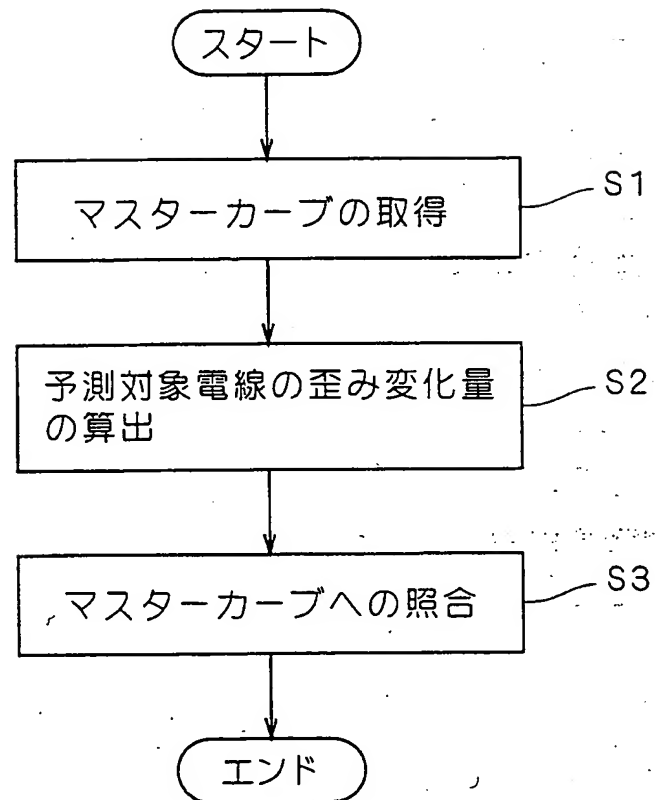 スタート
マスターカーブの取得
S1
予測対象電線の歪み変化量
の算出
S2
マスターカーブへの照合
S3
エンド